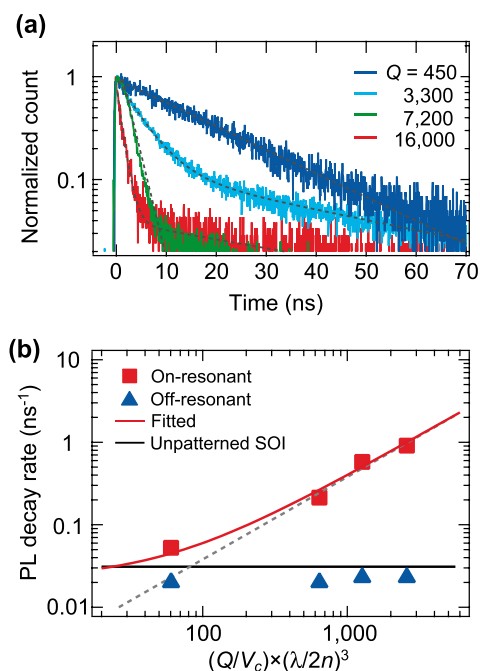 (a)
Normalized count
1
0.1
Q = 450
3,300
7,200
16,000
0 10 20 30 40 50 60 70
Time (ns)
(b)
PL decay rate (ns⁻¹)
10
1
0.1
0.01
On-resonant
Off-resonant
Fitted
Unpatterned SOI
100 1,000
(Q/Vc)×(λ/2n)³